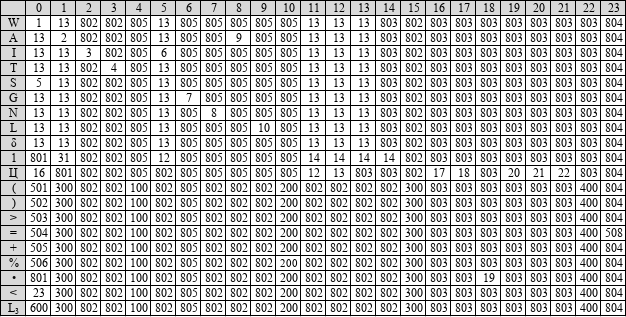 0 1 2 3 4 5 6 7 8 9 10 11 12 13 14 15 16 17 18 19 20 21 22 23
W 1 13 802 802 805 13 805 805 805 805 805 13 13 13 803 802 803 803 803 803 803 803 803 804
A 13 2 802 802 805 13 805 805 9 805 805 13 13 13 803 802 803 803 803 803 803 803 803 804
I 13 13 3 802 805 6 805 805 805 805 805 13 13 13 803 802 803 803 803 803 803 803 803 804
T 13 13 802 4 805 13 805 805 805 805 805 13 13 13 803 802 803 803 803 803 803 803 803 804
S 5 13 802 802 805 13 805 805 805 805 805 13 13 13 803 802 803 803 803 803 803 803 803 804
G 13 13 802 802 805 13 7 805 805 805 805 13 13 13 803 802 803 803 803 803 803 803 803 804
N 13 13 802 802 805 13 805 8 805 805 805 13 13 13 803 802 803 803 803 803 803 803 803 804
L 13 13 802 802 805 13 805 805 805 10 805 13 13 13 803 802 803 803 803 803 803 803 803 804
δ 13 13 802 802 805 13 805 805 805 805 805 13 13 13 803 802 803 803 803 803 803 803 803 804
1 801 31 802 802 805 12 805 805 805 805 805 14 14 14 14 802 803 803 803 803 803 803 803 804
Ц 16 801 802 802 805 802 805 805 805 805 805 12 13 803 803 802 17 18 803 20 21 22 803 804
( 501 300 802 802 100 802 805 802 802 802 200 802 802 802 802 300 803 803 803 803 803 803 400 804
) 502 300 802 802 100 802 805 802 802 802 200 802 802 802 802 300 803 803 803 803 803 803 400 804
> 503 300 802 802 100 802 805 802 802 802 200 802 802 802 802 300 803 803 803 803 803 803 400 804
= 504 300 802 802 100 802 805 802 802 802 200 802 802 802 802 300 803 803 803 803 803 803 400 508
+ 505 300 802 802 100 802 805 802 802 802 200 802 802 802 802 300 803 803 803 803 803 803 400 804
% 506 300 802 802 100 802 805 802 802 802 200 802 802 802 802 300 803 803 803 803 803 803 400 804
• 801 300 802 802 100 802 805 802 802 802 200 802 802 802 802 300 803 803 19 803 803 803 400 804
< 23 300 802 802 100 802 805 802 802 802 200 802 802 802 802 300 803 803 803 803 803 803 400 804
L₃ 600 300 802 802 100 802 805 802 802 802 200 802 802 802 802 300 803 803 803 803 803 803 400 804